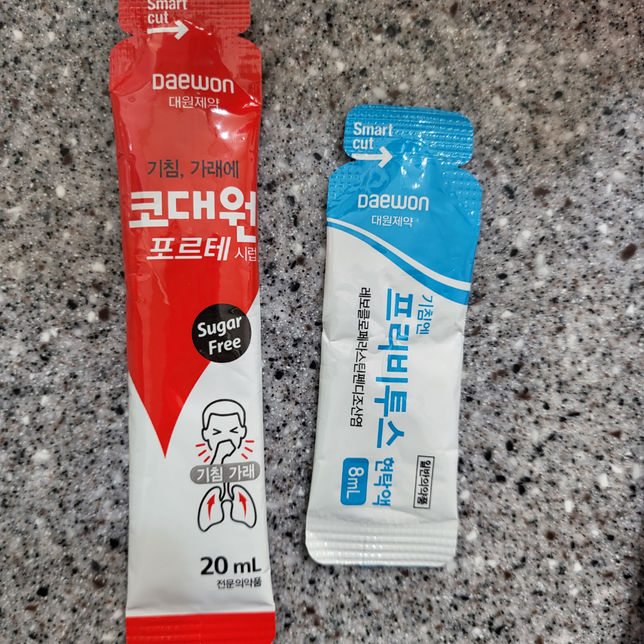 Smart
cut
Daewon
대원제약
기침, 가래에
코대원
포르테 시럽
Sugar
Free
기침 가래
20 mL
전문의약품
Smart
cut
Daewon
대원제약
기침엔
프리비투스 현탁액
레보클로페라스틴펜디조산염
8mL
일반의약품